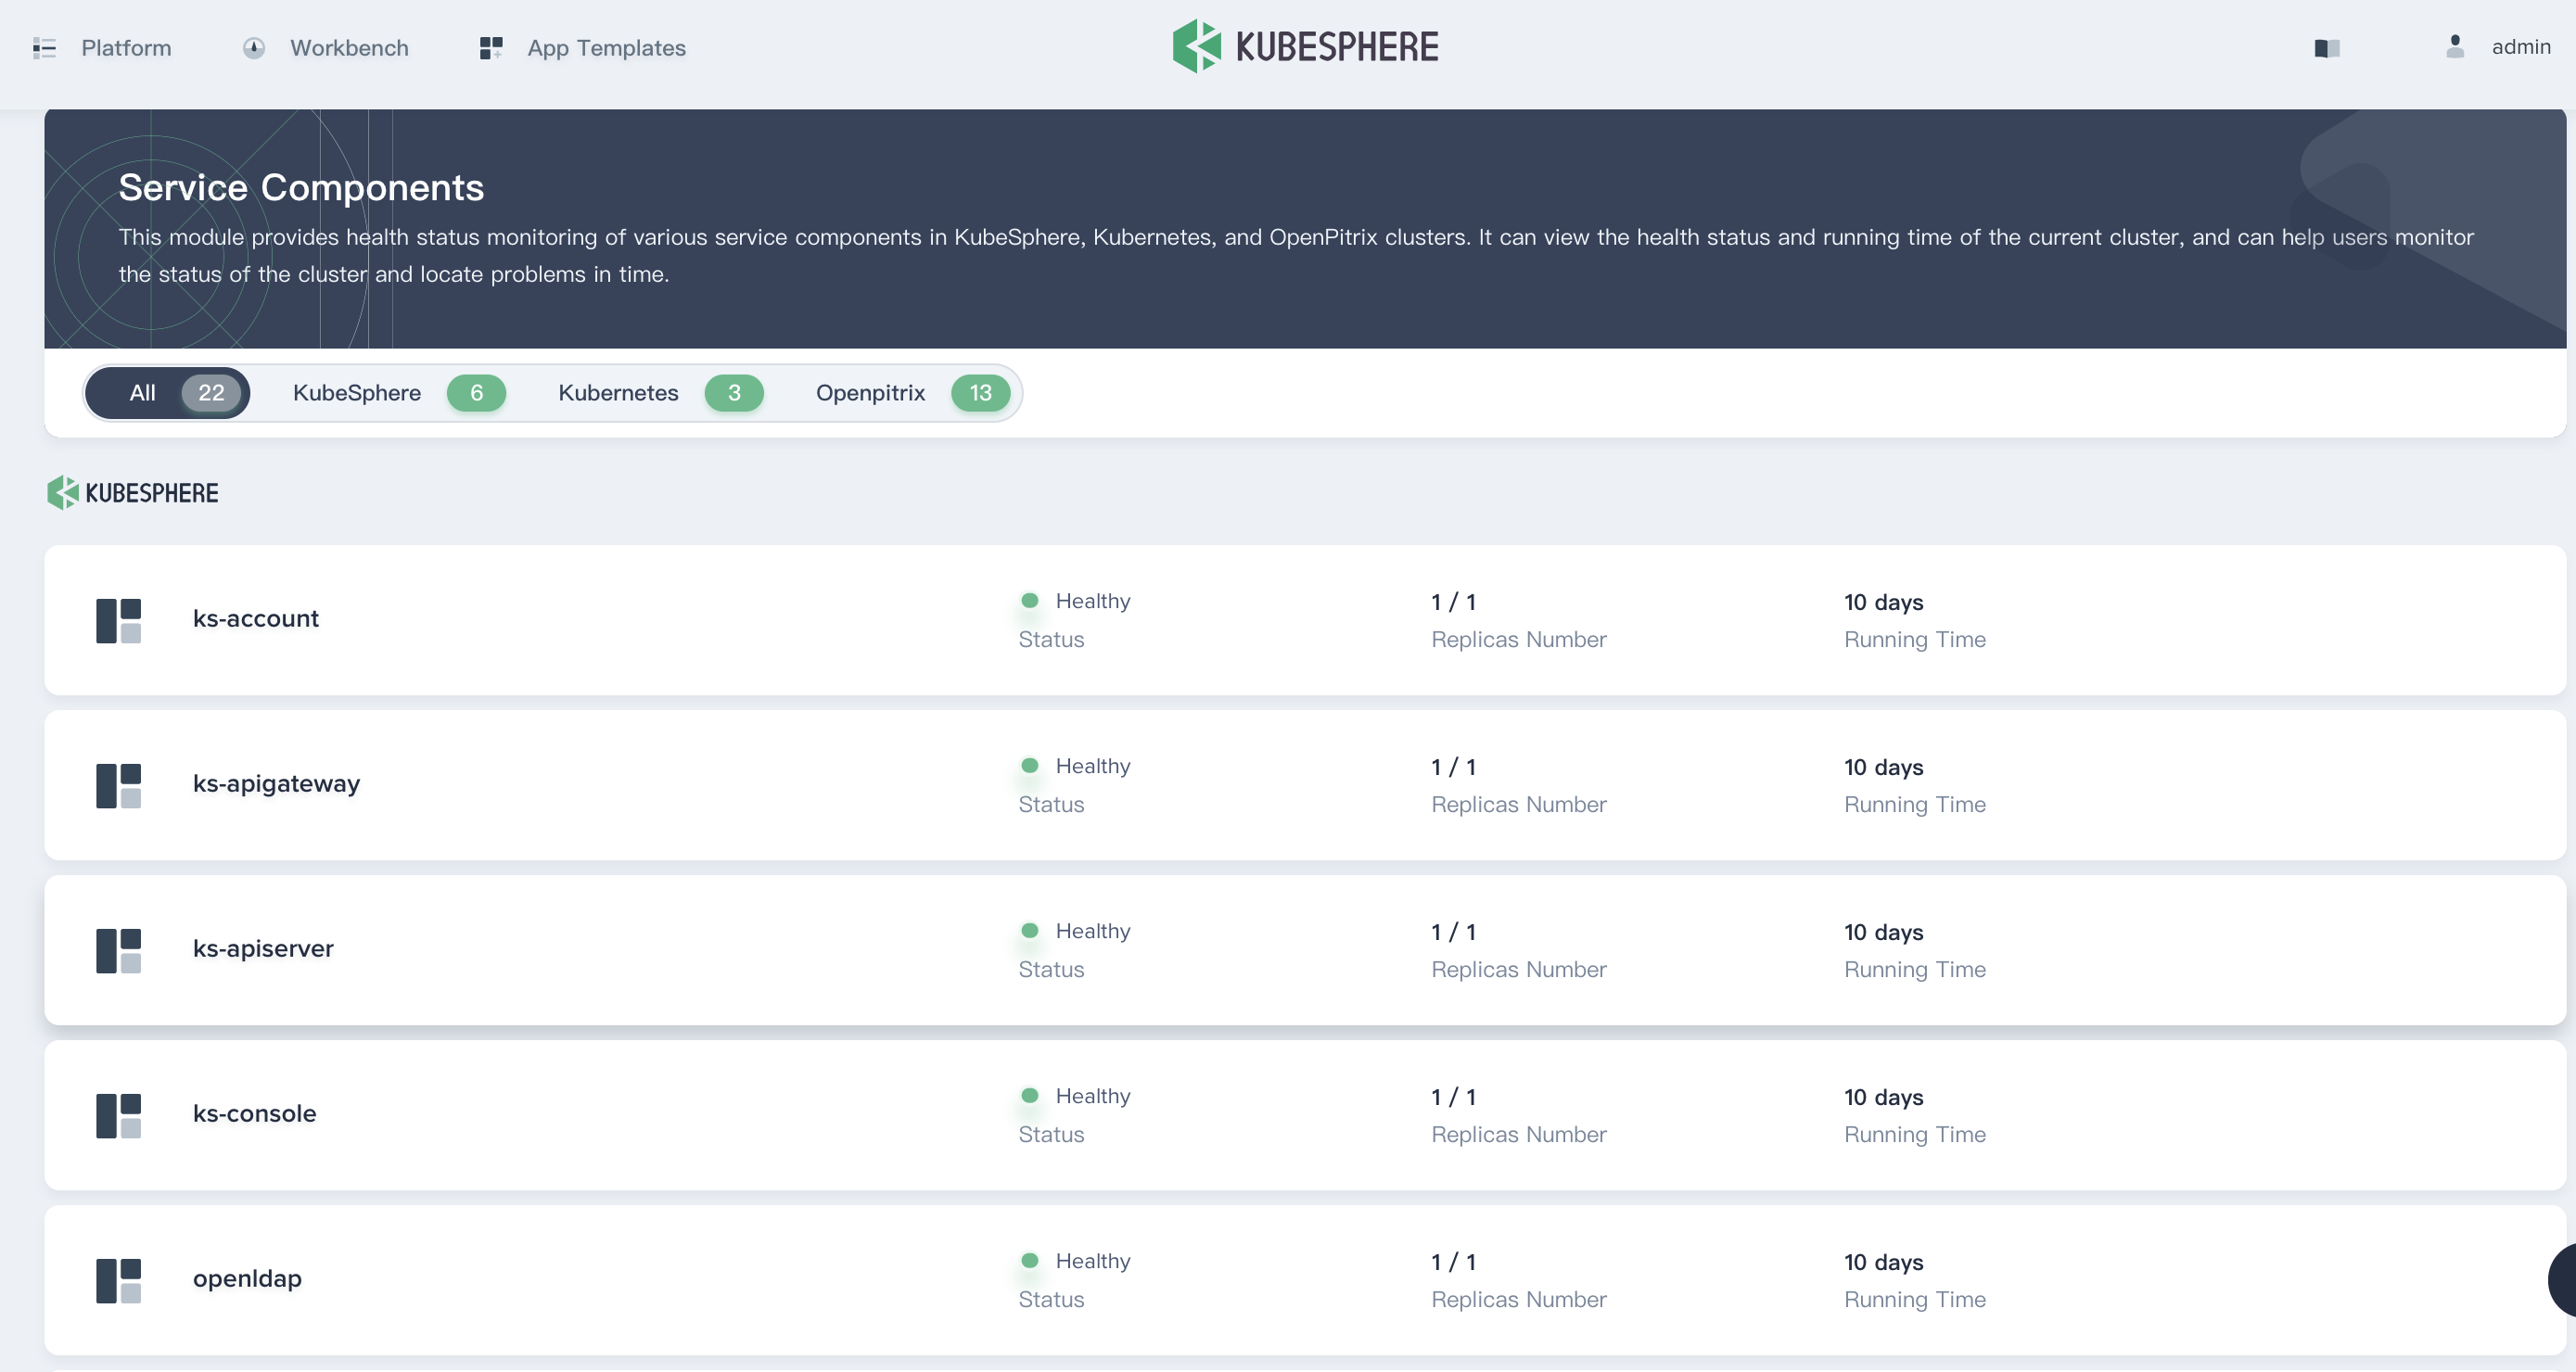 Platform Workbench App Templates KUBESPHERE admin
Service Components
This module provides health status monitoring of various service components in KubeSphere, Kubernetes, and OpenPitrix clusters. It can view the health status and running time of the current cluster, and can help users monitor
the status of the cluster and locate problems in time.
All 22 KubeSphere 6 Kubernetes 3 Openpitrix 13
KUBESPHERE
ks-account
Healthy 1 / 1 10 days
Status Replicas Number Running Time
ks-apigateway
Healthy 1 / 1 10 days
Status Replicas Number Running Time
ks-apiserver
Healthy 1 / 1 10 days
Status Replicas Number Running Time
ks-console
Healthy 1 / 1 10 days
Status Replicas Number Running Time
openldap
Healthy 1 / 1 10 days
Status Replicas Number Running Time